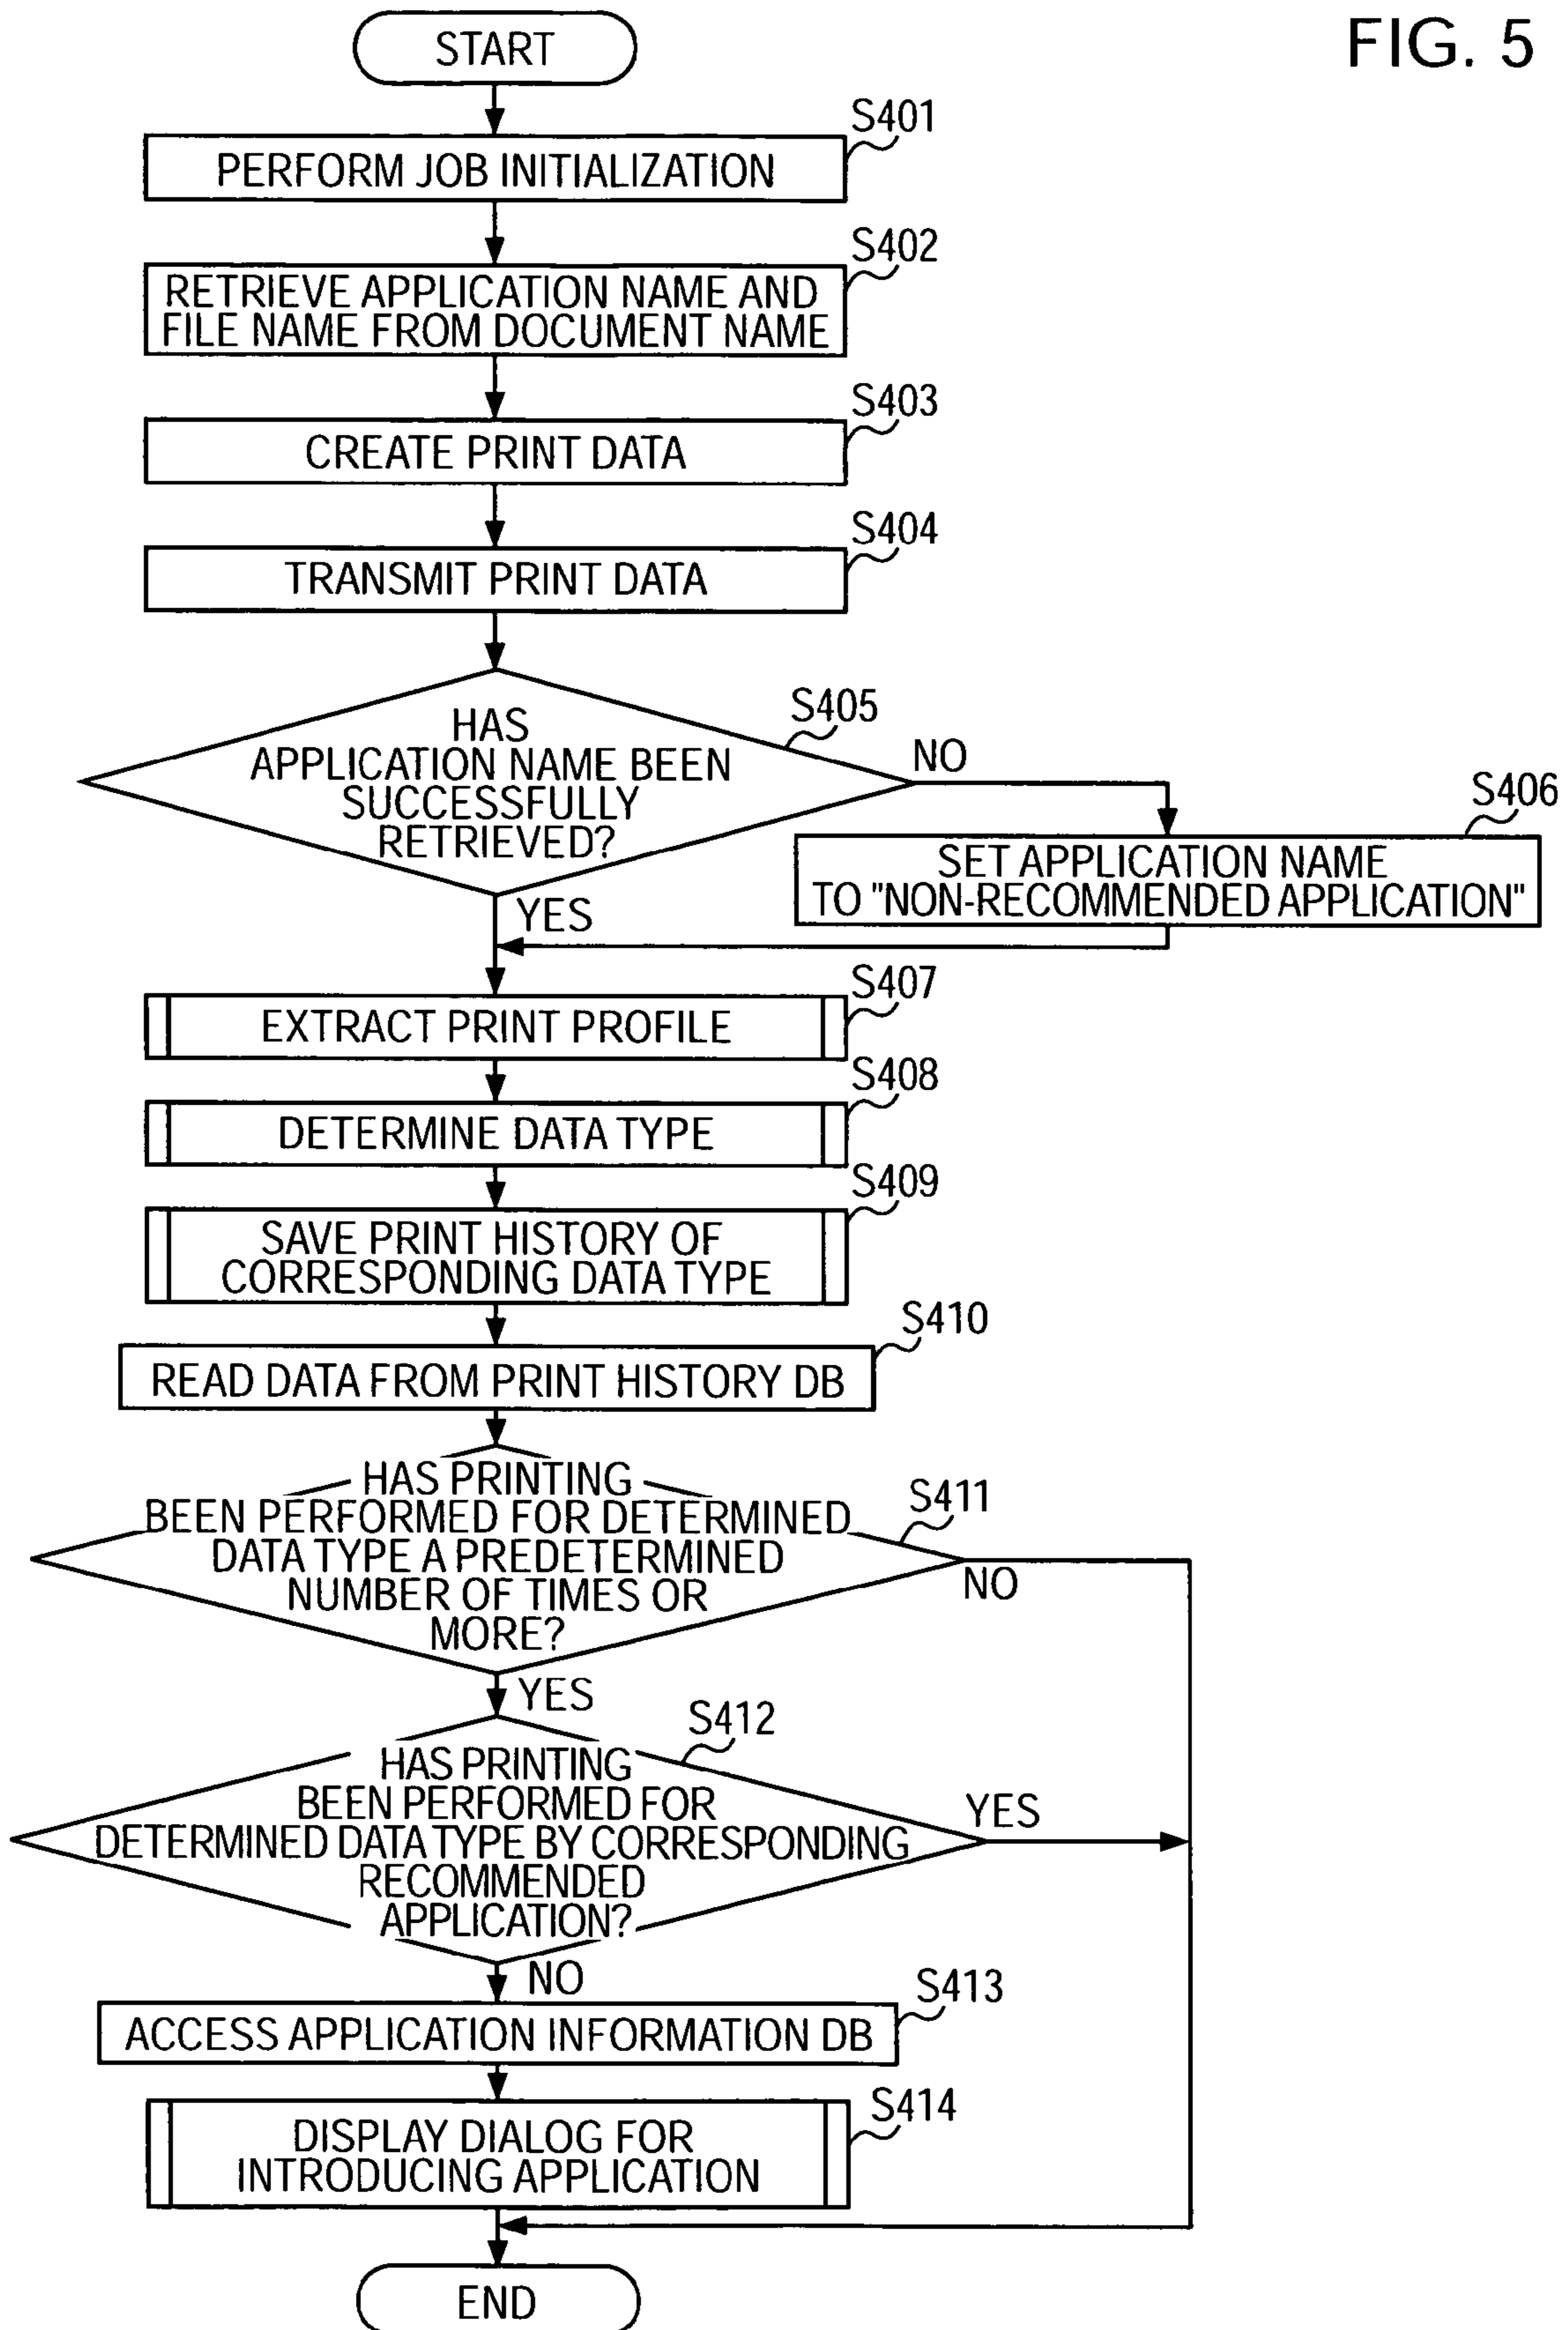 FIG. 5
START
S401
PERFORM JOB INITIALIZATION
S402
RETRIEVE APPLICATION NAME AND
FILE NAME FROM DOCUMENT NAME
S403
CREATE PRINT DATA
S404
TRANSMIT PRINT DATA
S405
HAS
APPLICATION NAME BEEN
SUCCESSFULLY
RETRIEVED?
NO
YES
S406
SET APPLICATION NAME
TO "NON-RECOMMENDED APPLICATION"
S407
EXTRACT PRINT PROFILE
S408
DETERMINE DATA TYPE
S409
SAVE PRINT HISTORY OF
CORRESPONDING DATA TYPE
S410
READ DATA FROM PRINT HISTORY DB
S411
HAS PRINTING
BEEN PERFORMED FOR DETERMINED
DATA TYPE A PREDETERMINED
NUMBER OF TIMES OR
MORE?
NO
YES
S412
HAS PRINTING
BEEN PERFORMED FOR
DETERMINED DATA TYPE BY CORRESPONDING
RECOMMENDED
APPLICATION?
YES
NO
S413
ACCESS APPLICATION INFORMATION DB
S414
DISPLAY DIALOG FOR
INTRODUCING APPLICATION
END